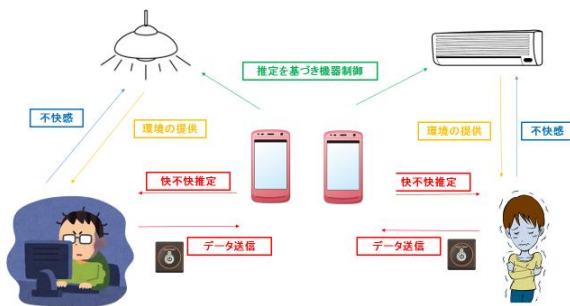 推定を基づき機器制御
不快感
環境の提供
環境の提供
不快感
快不快推定
快不快推定
データ送信
データ送信